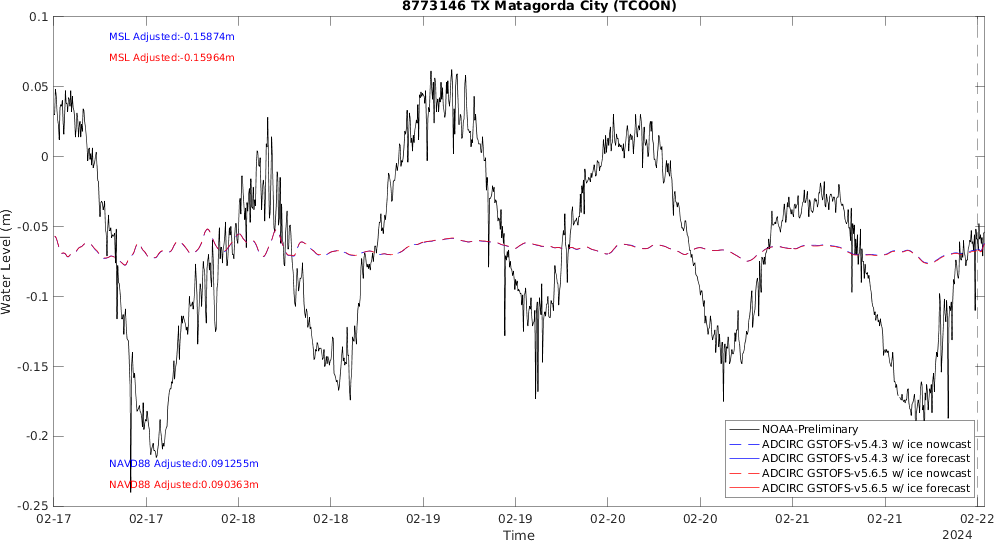 8773146 TX Matagorda City (TCOON)
0.1
0.05
0
-0.05
-0.1
-0.15
-0.2
-0.25
Water Level (m)
MSL Adjusted:-0.15874m
MSL Adjusted:-0.15964m
NAVD88 Adjusted:0.091255m
NAVD88 Adjusted:0.090363m
NOAA-Preliminary
ADCIRC GSTOFS-v5.4.3 w/ ice nowcast
ADCIRC GSTOFS-v5.4.3 w/ ice forecast
ADCIRC GSTOFS-v5.6.5 w/ ice nowcast
ADCIRC GSTOFS-v5.6.5 w/ ice forecast
02-17 02-17 02-18 02-18 02-19 02-19 02-20 02-20 02-21 02-21 02-22
Time
2024